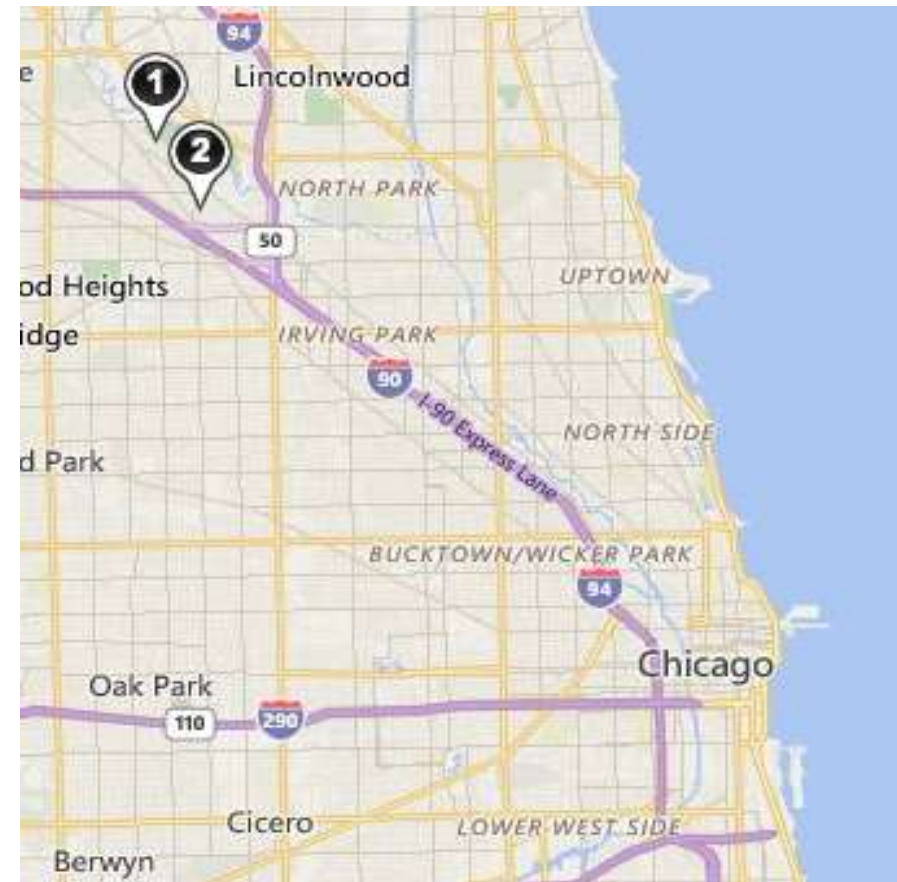 94
e
1
Lincolnwood
2
NORTH PARK
50
UPTOWN
od Heights
idge
IRVING PARK
90
I-90 Express Lane
NORTH SIDE
d Park
BUCKTOWN/WICKER PARK
94
Chicago
Oak Park
110
290
Cicero
LOWER WEST SIDE
Berwyn